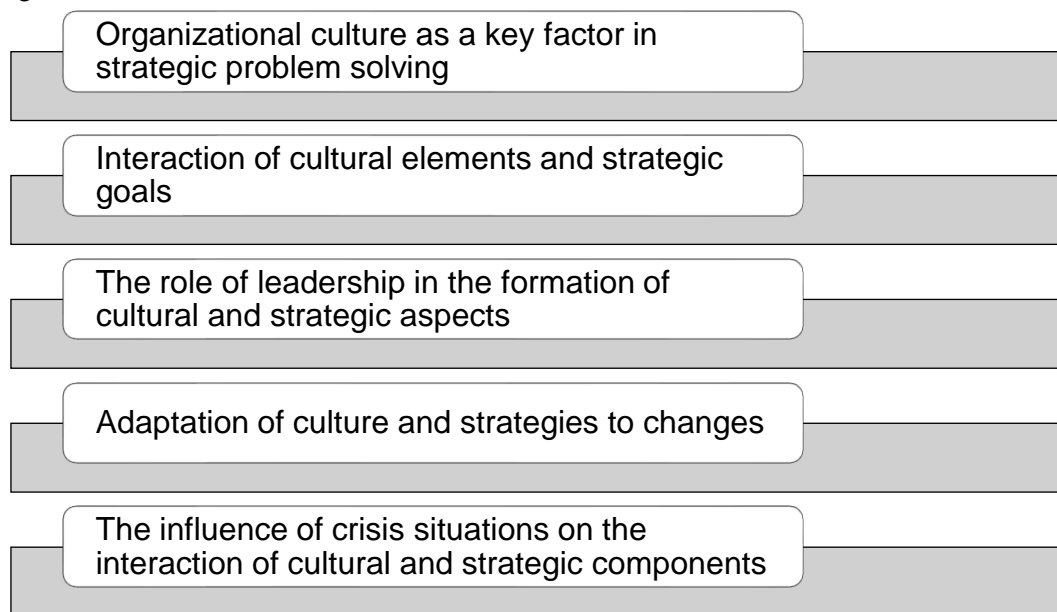 Organizational culture as a key factor in
strategic problem solving
Interaction of cultural elements and strategic
goals
The role of leadership in the formation of
cultural and strategic aspects
Adaptation of culture and strategies to changes
The influence of crisis situations on the
interaction of cultural and strategic components